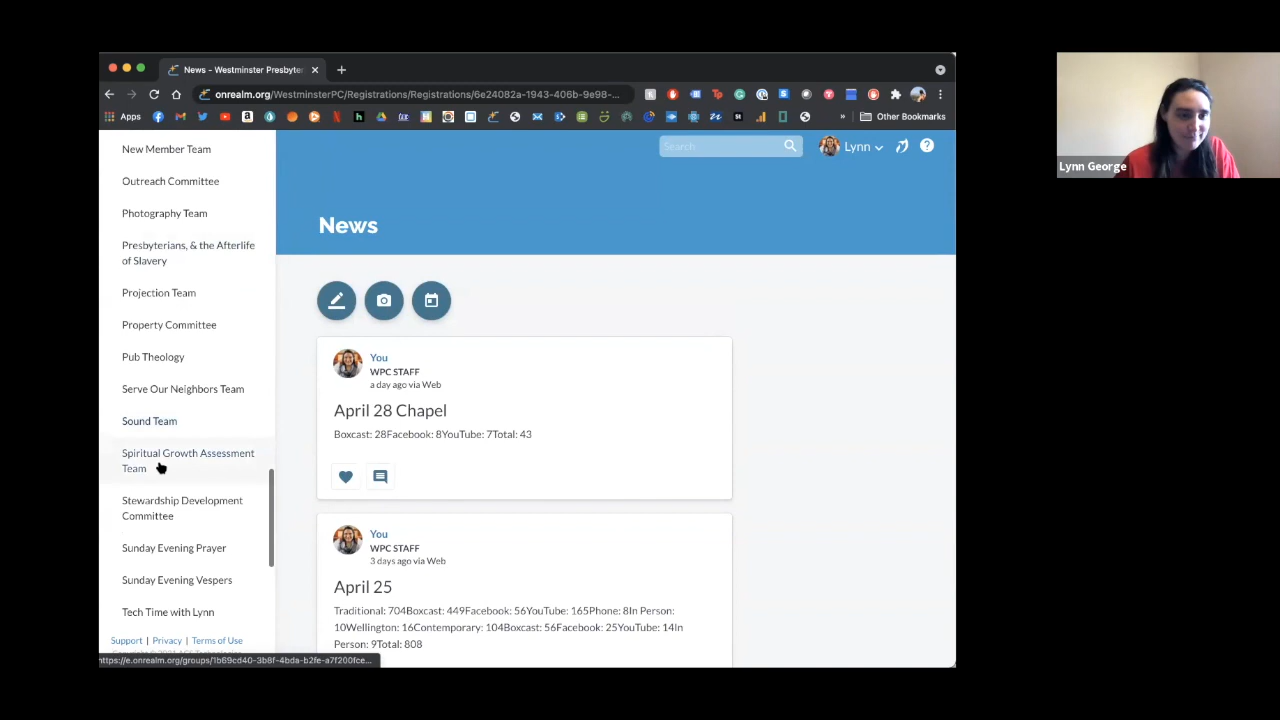 News - Westminster Presbyter
onrealm.org/WestminsterPC/Registrations/Registrations/6e24082a-1943-406b-9e98-...
Apps
Other Bookmarks
Search
Lynn
New Member Team
Outreach Committee
Photography Team
Presbyterians, & the Afterlife
of Slavery
Projection Team
Property Committee
Pub Theology
Serve Our Neighbors Team
Sound Team
Spiritual Growth Assessment
Team
Stewardship Development
Committee
Sunday Evening Prayer
Sunday Evening Vespers
Tech Time with Lynn
Support | Privacy | Terms of Use
https://e.onrealm.org/groups/1b69cd40-3b8f-4bda-b2fe-a7f200fce...
News
You
WPC STAFF
a day ago via Web
April 28 Chapel
Boxcast: 28Facebook: 8YouTube: 7Total: 43
You
WPC STAFF
3 days ago via Web
April 25
Traditional: 704Boxcast: 449Facebook: 56YouTube: 165Phone: 8In Person:
10Wellington: 16Contemporary: 104Boxcast: 56Facebook: 25YouTube: 14In
Person: 9Total: 808
Lynn George